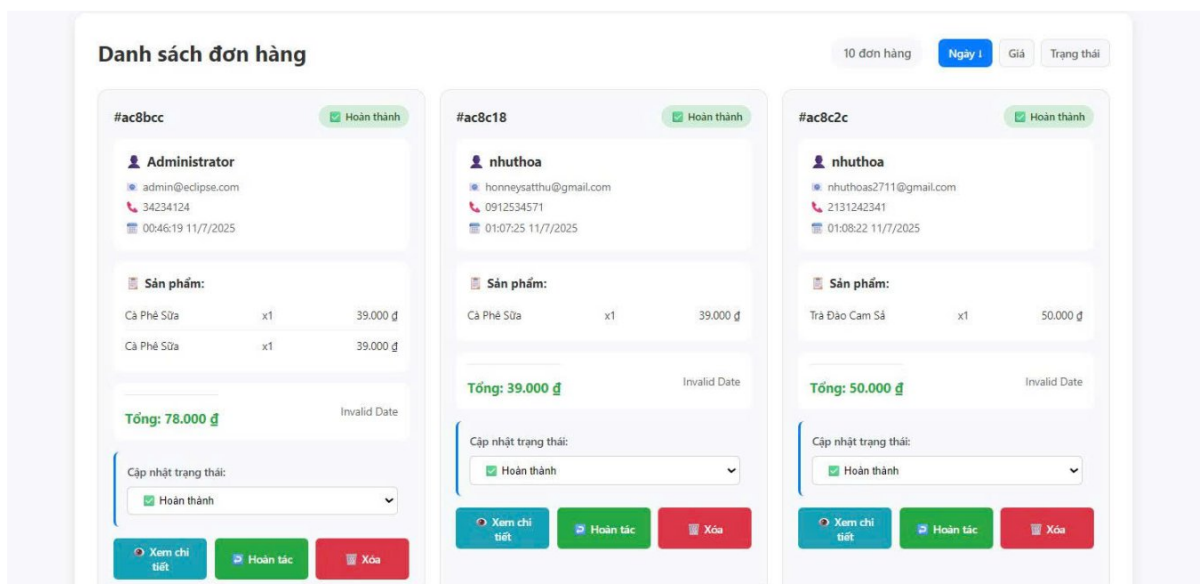 Danh sách đơn hàng
10 đơn hàng
Ngày ↓
Giá
Trạng thái
#ac8bcc
✅ Hoàn thành
Administrator
admin@eclipse.com
34234124
00:46:19 11/7/2025
Sản phẩm:
Cà Phê Sữa x1 39.000 ₫
Cà Phê Sữa x1 39.000 ₫
Tổng: 78.000 ₫
Invalid Date
Cập nhật trạng thái:
✅ Hoàn thành
Xem chi
tiết
Hoàn tác
Xóa
#ac8c18
✅ Hoàn thành
nhuthoa
honneysatthu@gmail.com
0912534571
01:07:25 11/7/2025
Sản phẩm:
Cà Phê Sữa x1 39.000 ₫
Tổng: 39.000 ₫
Invalid Date
Cập nhật trạng thái:
✅ Hoàn thành
Xem chi
tiết
Hoàn tác
Xóa
#ac8c2c
✅ Hoàn thành
nhuthoa
nhuthoas2711@gmail.com
2131242341
01:08:22 11/7/2025
Sản phẩm:
Trà Đào Cam Sả x1 50.000 ₫
Tổng: 50.000 ₫
Invalid Date
Cập nhật trạng thái:
✅ Hoàn thành
Xem chi
tiết
Hoàn tác
Xóa